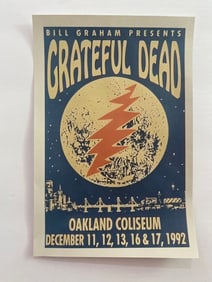 BILL GRAHAM PRESENTS
GRATEFUL DEAD
OAKLAND COLISEUM
DECEMBER 11, 12, 13, 16 & 17, 1992